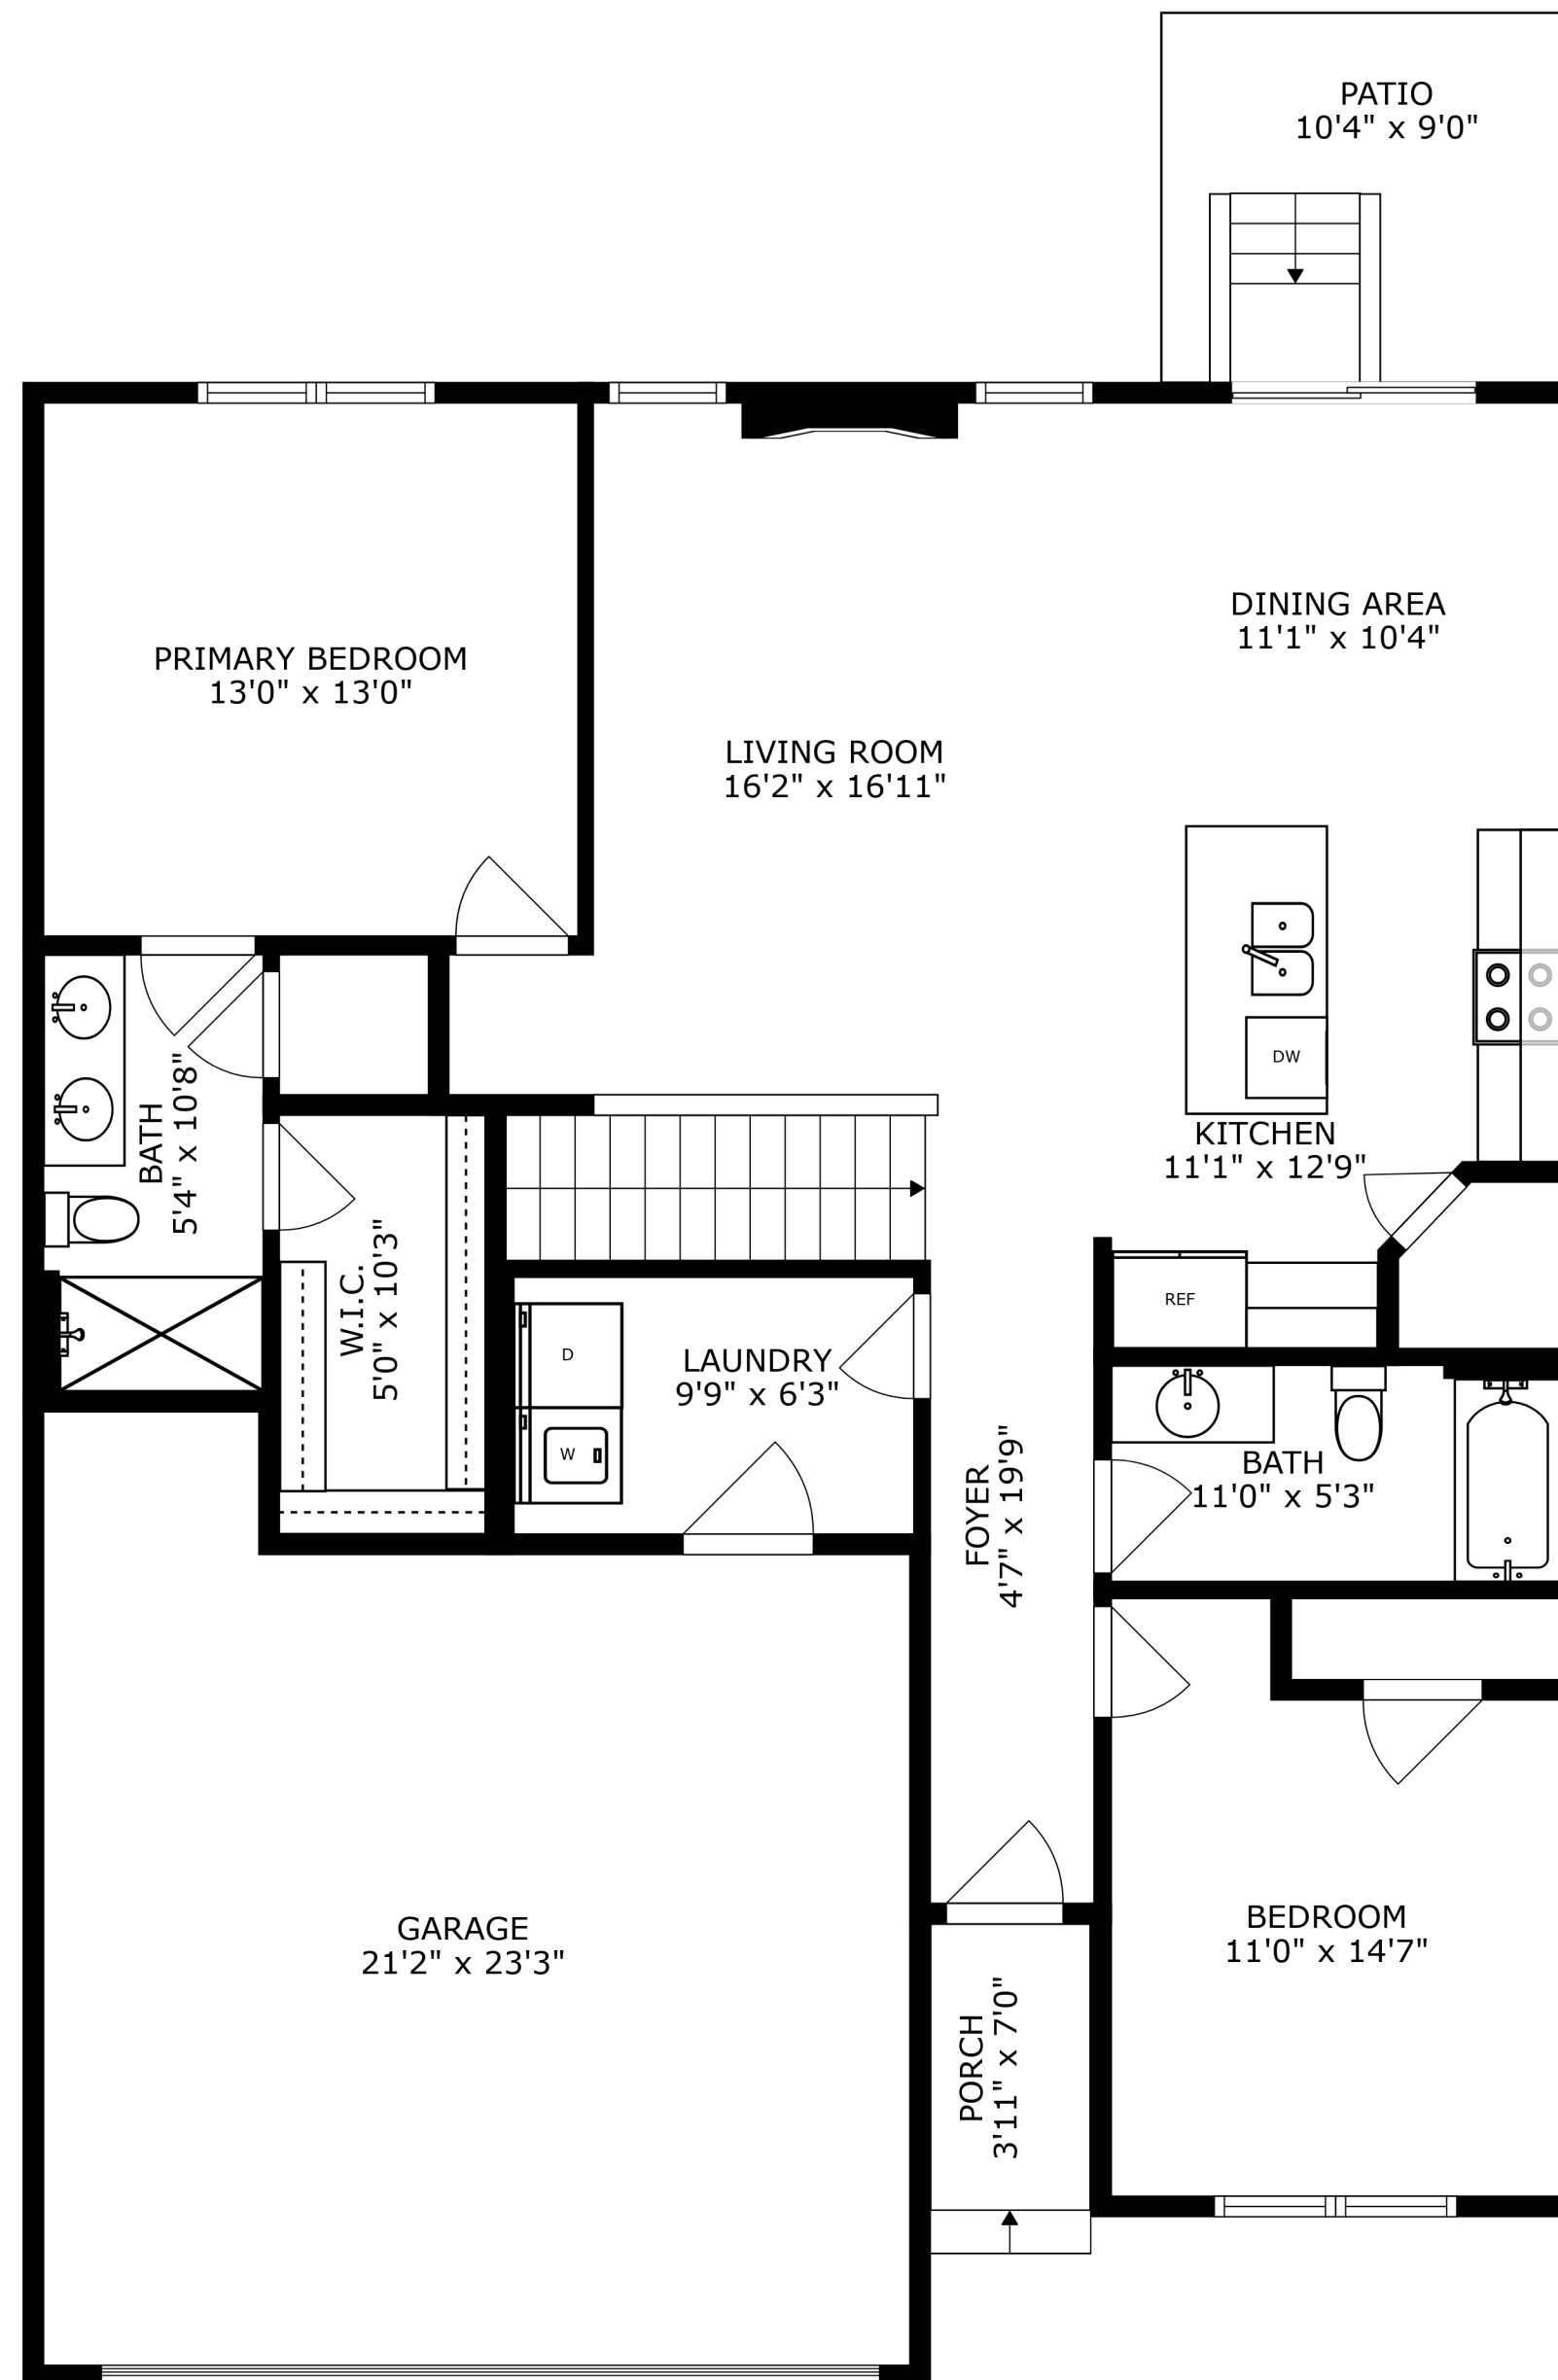 PATIO
10'4" x 9'0"
DINING AREA
11'1" x 10'4"
PRIMARY BEDROOM
13'0" x 13'0"
LIVING ROOM
16'2" x 16'11"
DW
KITCHEN
11'1" x 12'9"
BATH
5'4" x 10'8"
W.I.C.
5'0" x 10'3"
REF
D
LAUNDRY
9'9" x 6'3"
W
BATH
11'0" x 5'3"
FOYER
4'7" x 19'9"
GARAGE
21'2" x 23'3"
BEDROOM
11'0" x 14'7"
PORCH
3'11" x 7'0"